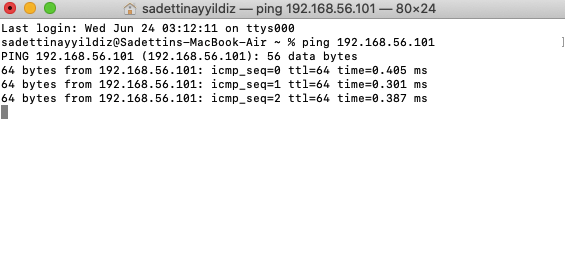 sadettinayyildiz — ping 192.168.56.101 — 80×24
Last login: Wed Jun 24 03:12:11 on ttys000
sadettinayyildiz@Sadettins-MacBook-Air ~ % ping 192.168.56.101
PING 192.168.56.101 (192.168.56.101): 56 data bytes
64 bytes from 192.168.56.101: icmp_seq=0 ttl=64 time=0.405 ms
64 bytes from 192.168.56.101: icmp_seq=1 ttl=64 time=0.301 ms
64 bytes from 192.168.56.101: icmp_seq=2 ttl=64 time=0.387 ms